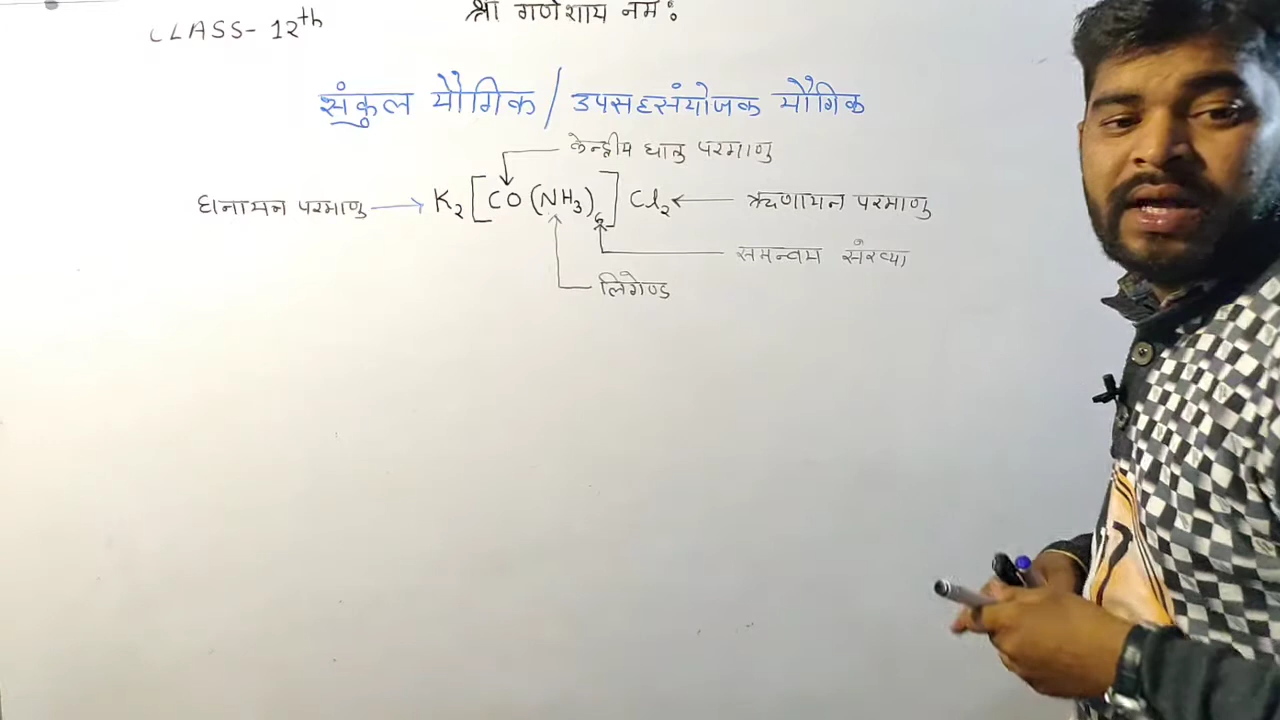 श्री गणेशाय नमः
CLASS- 12th
संकुल यौगिक / उपसहसंयोजक यौगिक
केन्द्रीय धातु परमाणु
धनायन परमाणु → K₂[CO(NH₃)₆]Cl₂ ← ऋणायन परमाणु
समन्वय संख्या
लिगेण्ड